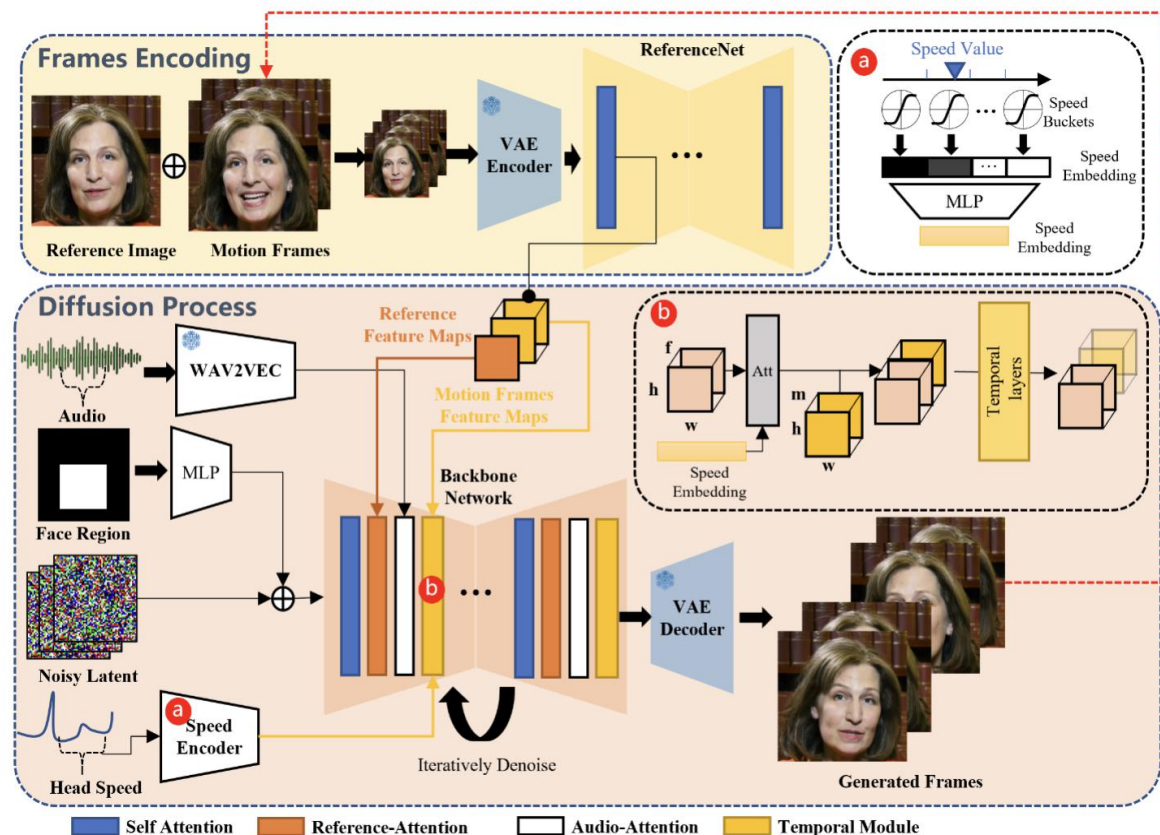 Frames Encoding
ReferenceNet
VAE
Encoder
Reference Image
Motion Frames
a
Speed Value
Speed
Buckets
...
Speed
Embedding
MLP
Speed
Embedding
Diffusion Process
Audio
WAV2VEC
Reference
Feature Maps
Motion Frames
Feature Maps
Face Region
MLP
Backbone
Network
b
Noisy Latent
Head Speed
a
Speed
Encoder
Iteratively Denoise
VAE
Decoder
Generated Frames
b
f
h
w
Att
Speed
Embedding
m
h
w
Temporal
layers
Self Attention
Reference-Attention
Audio-Attention
Temporal Module